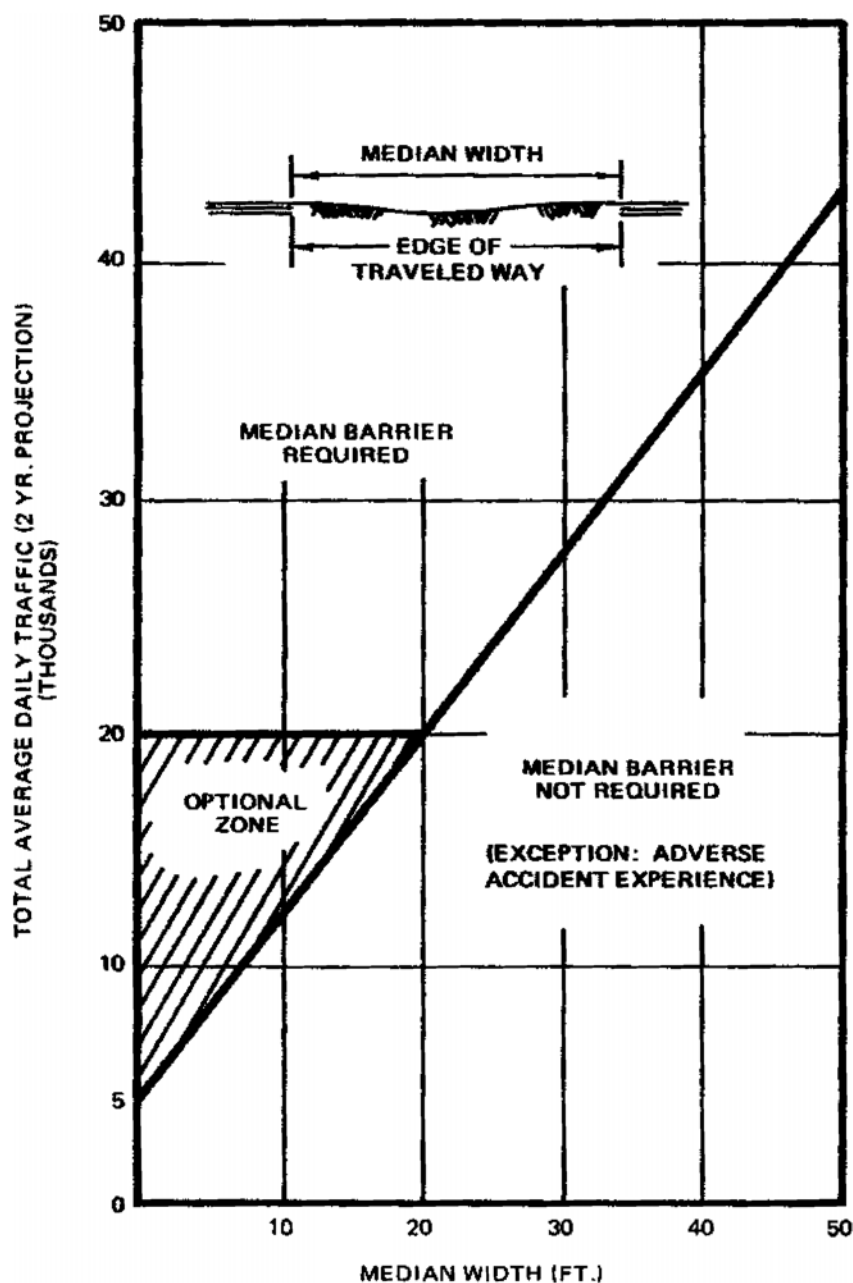 50
MEDIAN WIDTH
EDGE OF
TRAVELED WAY
40
MEDIAN BARRIER
REQUIRED
30
20
MEDIAN BARRIER
NOT REQUIRED
OPTIONAL
ZONE
(EXCEPTION: ADVERSE
ACCIDENT EXPERIENCE)
10
5
0
10 20 30 40 50
MEDIAN WIDTH (FT.)
TOTAL AVERAGE DAILY TRAFFIC (2 YR. PROJECTION)
(THOUSANDS)